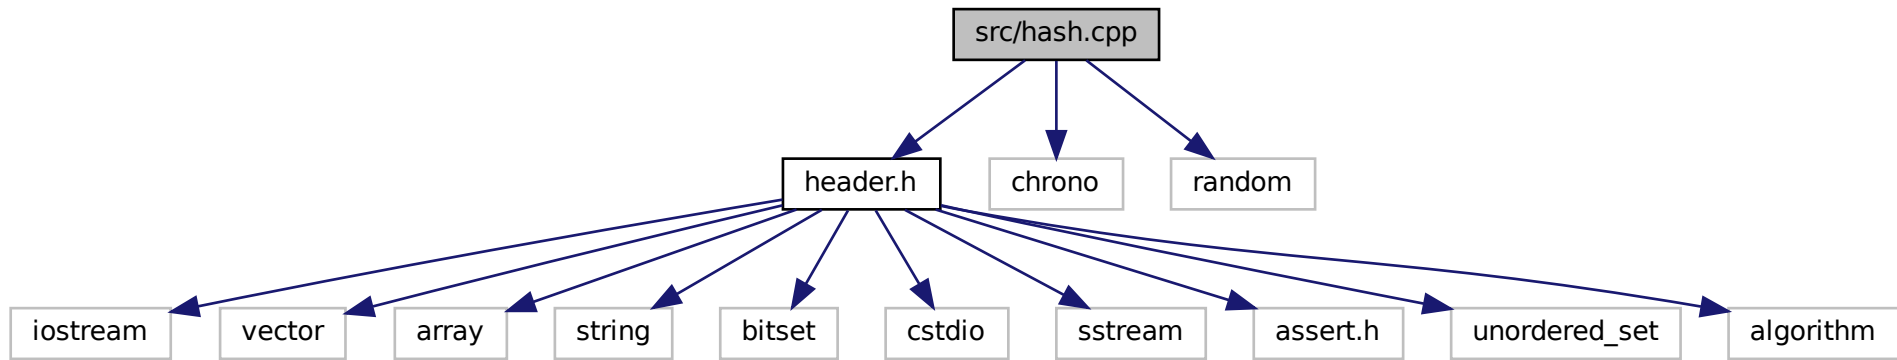 src/hash.cpp
header.h
chrono
random
iostream
vector
array
string
bitset
cstdio
sstream
assert.h
unordered_set
algorithm